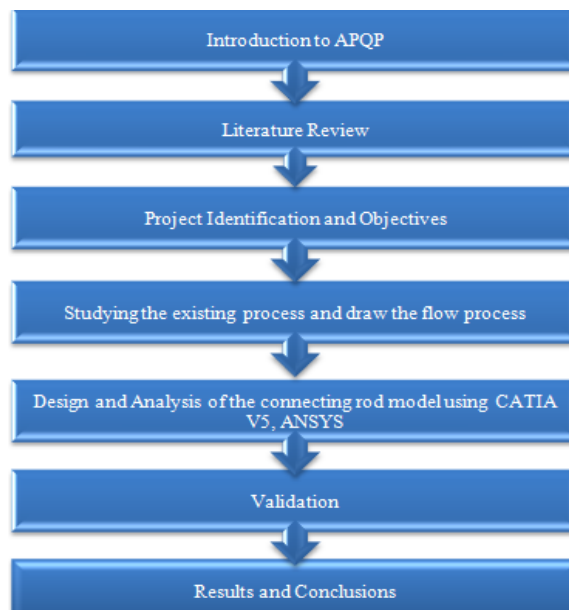 Introduction to APQP
Literature Review
Project Identification and Objectives
Studying the existing process and draw the flow process
Design and Analysis of the connecting rod model using CATIA
V5, ANSYS
Validation
Results and Conclusions